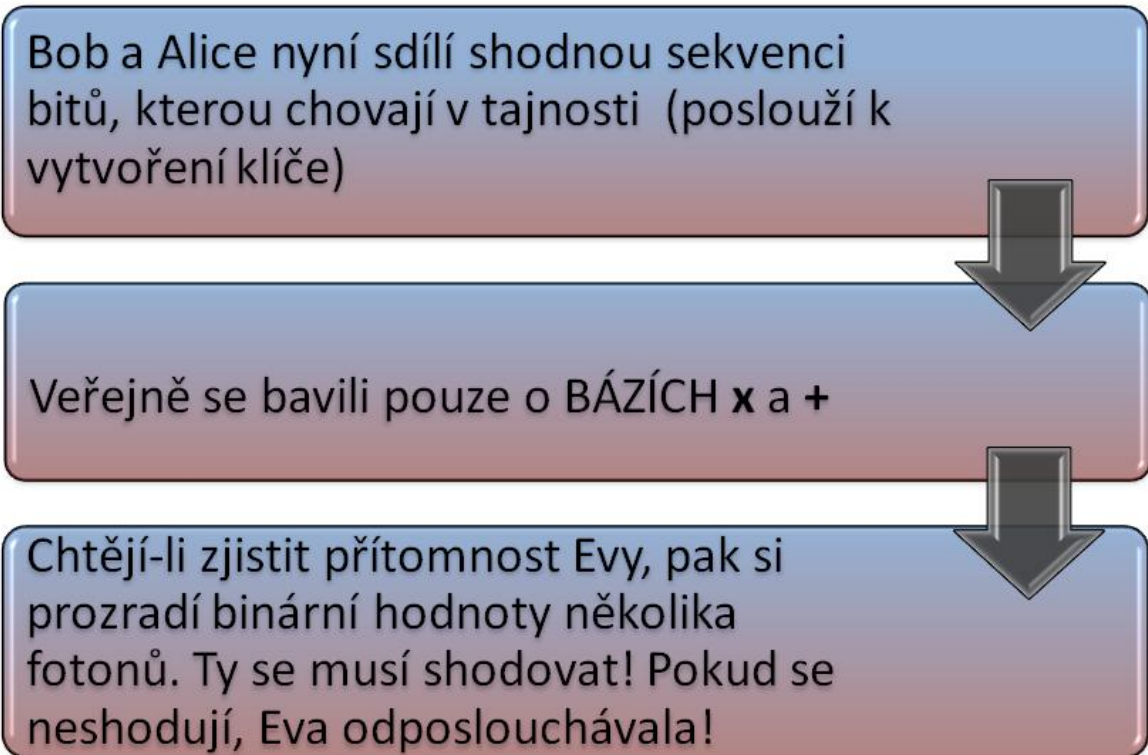 Bob a Alice nyní sdílí shodnou sekvenci
bitů, kterou chovají v tajnosti (poslouží k
vytvoření klíče)
Veřejně se bavili pouze o BÁZÍCH x a +
Chtějí-li zjistit přítomnost Evy, pak si
prozradí binární hodnoty několika
fotonů. Ty se musí shodovat! Pokud se
neshodují, Eva odposlouchávala!